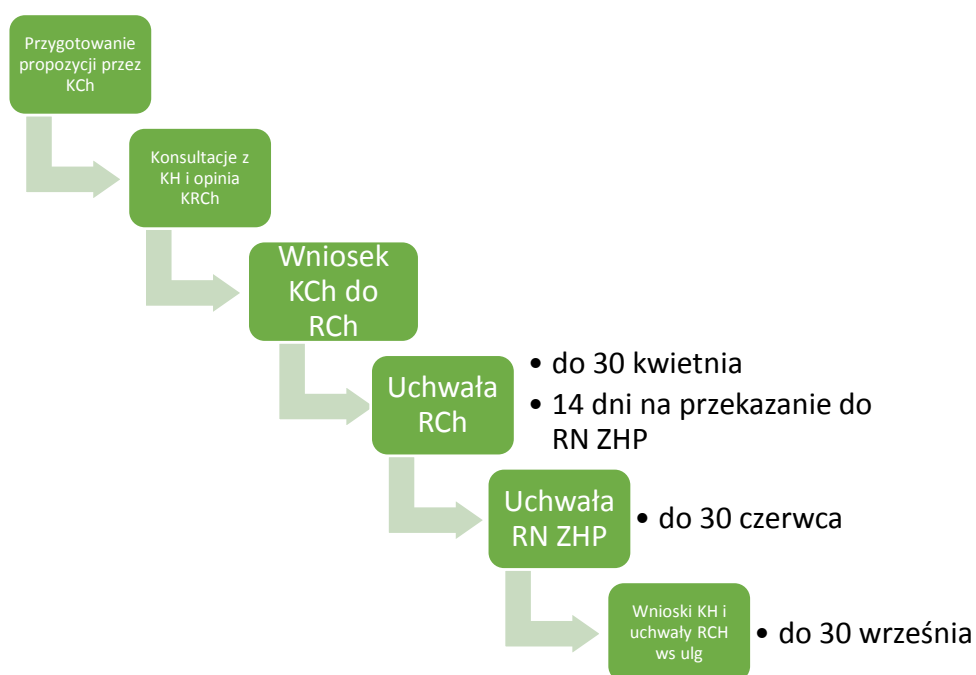 Przygotowanie
propozycji przez
KCh
Konsultacje z
KH i opinia
KRCh
Wniosek
KCh do
RCh
Uchwała
RCh
• do 30 kwietnia
• 14 dni na przekazanie do
RN ZHP
Uchwała
RN ZHP
• do 30 czerwca
Wnioski KH i
uchwały RCH
ws ulg
• do 30 września